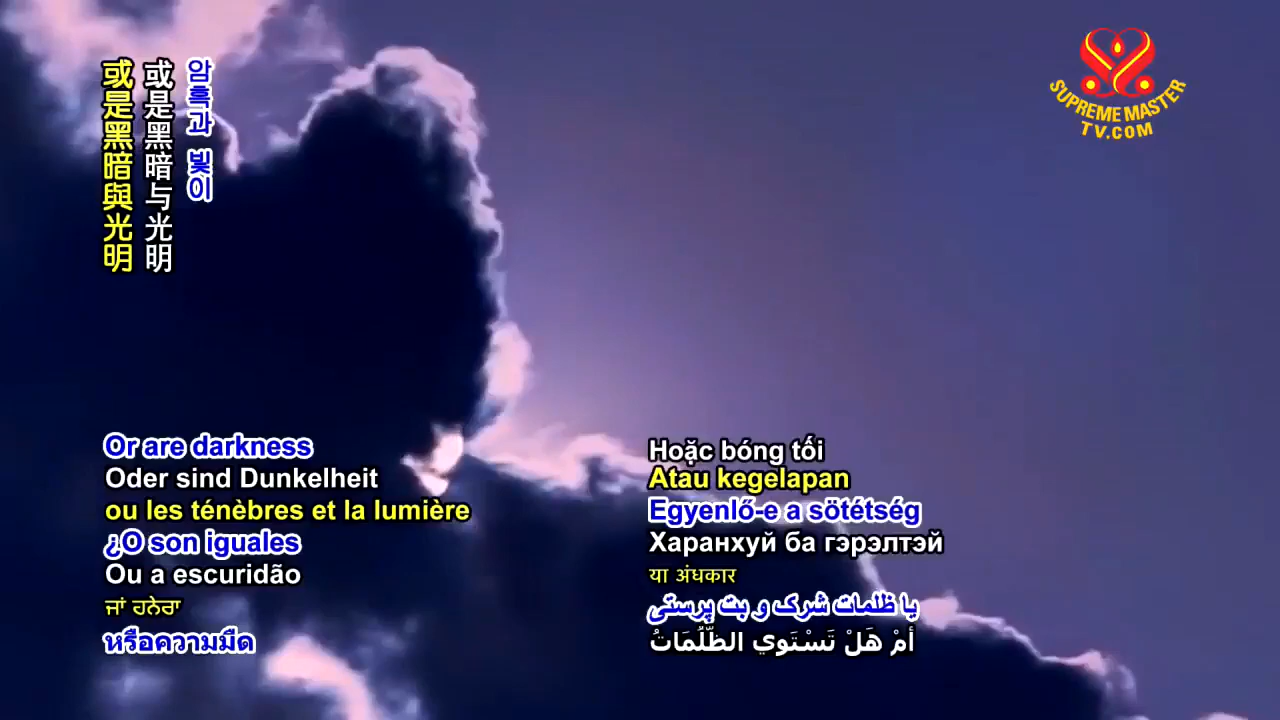 或是黑暗與光明
或是黑暗与光明
암흑과 빛이
SUPREME MASTER
TV.COM
Or are darkness
Oder sind Dunkelheit
ou les ténèbres et la lumière
¿O son iguales
Ou a escuridão
ਜਾਂ ਹਨੇਰਾ
หรือความมืด
Hoặc bóng tối
Atau kegelapan
Egyenlő-e a sötétség
Харанхуй ба гэрэлтэй
या अंधकार
یا ظلمات شرک و بت پرستی
أَمْ هَلْ تَسْتَوِي الظُّلُمَاتُ